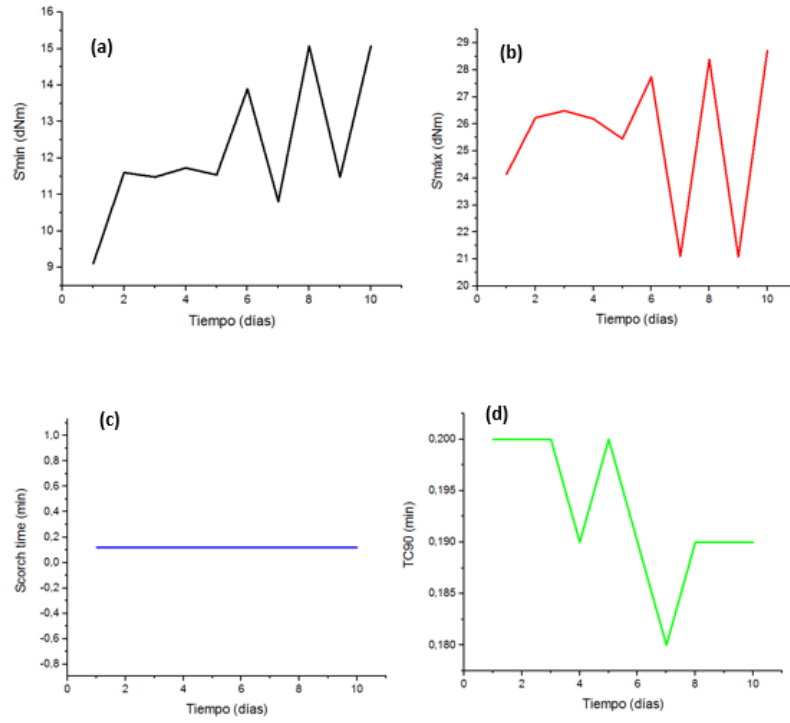 (a)
S'min (dNm)
16
15
14
13
12
11
10
9
0 2 4 6 8 10
Tiempo (días)
(b)
S'máx (dNm)
29
28
27
26
25
24
23
22
21
20
0 2 4 6 8 10
Tiempo (días)
(c)
Scorch time (min)
1,0
0,8
0,6
0,4
0,2
0,0
-0,2
-0,4
-0,6
-0,8
0 2 4 6 8 10
Tiempo (días)
(d)
TC90 (min)
0,200
0,195
0,190
0,185
0,180
0 2 4 6 8 10
Tiempo (días)